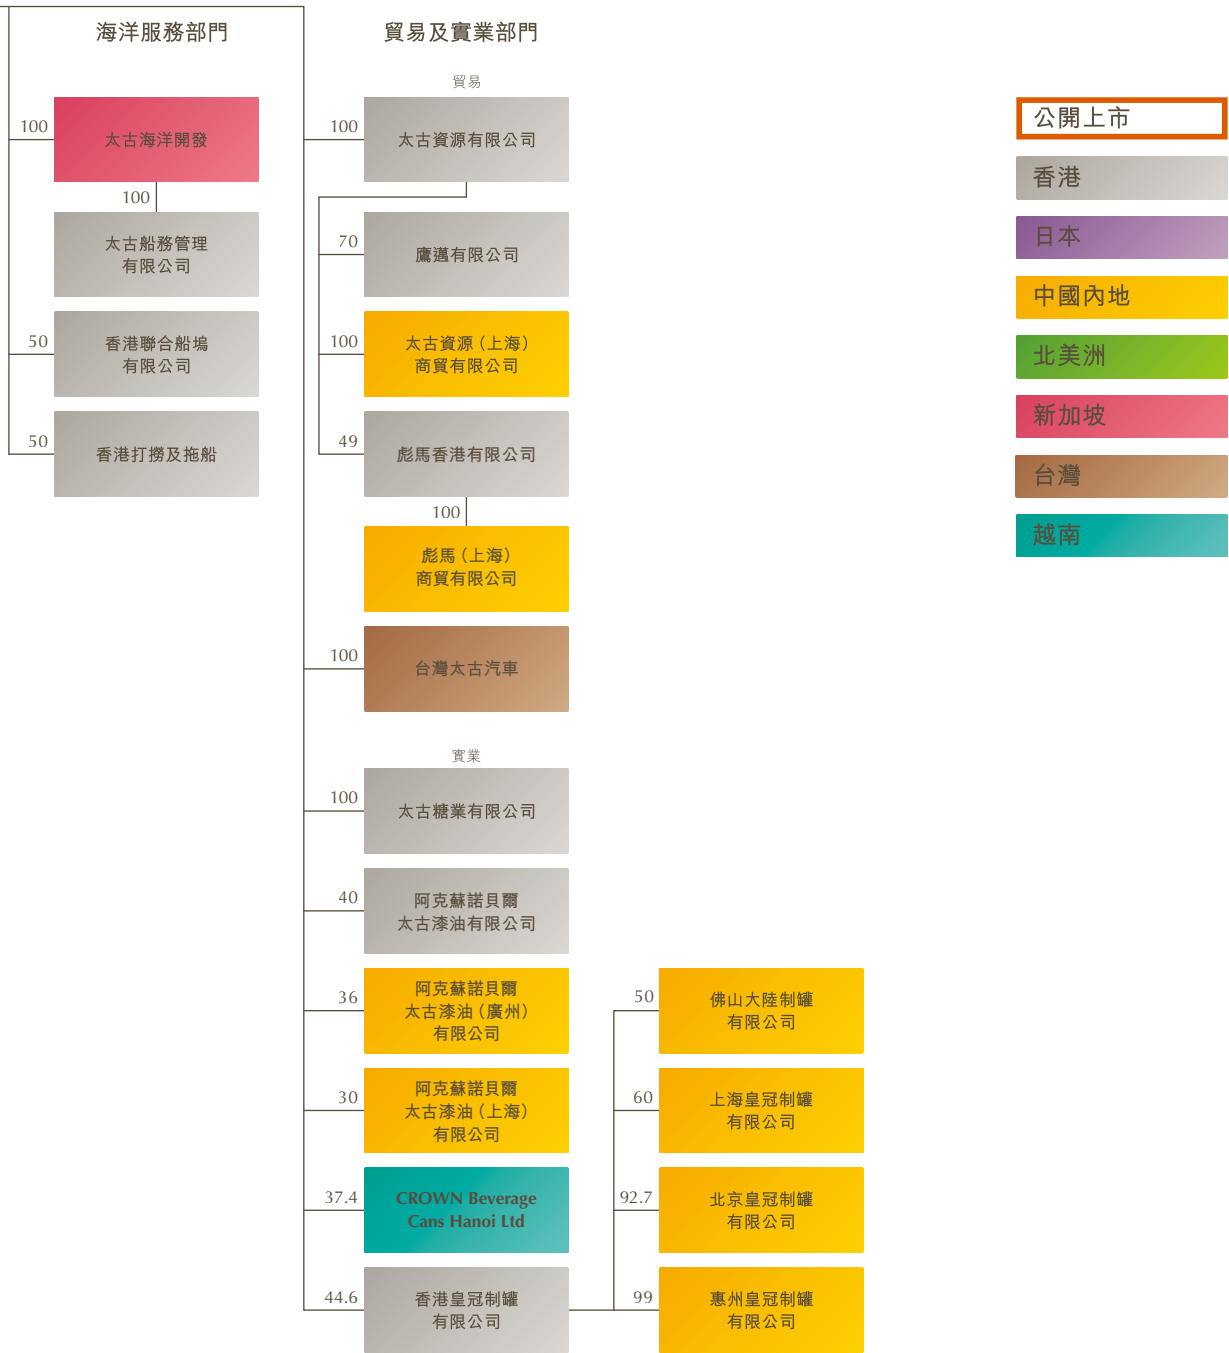 海洋服務部門
100
太古海洋開發
100
太古船務管理
有限公司
50
香港聯合船塢
有限公司
50
香港打撈及拖船
貿易及實業部門
貿易
100
太古資源有限公司
70
鷹邁有限公司
100
太古資源（上海）
商貿有限公司
49
彪馬香港有限公司
100
彪馬（上海）
商貿有限公司
100
台灣太古汽車
實業
100
太古糖業有限公司
40
阿克蘇諾貝爾
太古漆油有限公司
36
阿克蘇諾貝爾
太古漆油（廣州）
有限公司
30
阿克蘇諾貝爾
太古漆油（上海）
有限公司
37.4
CROWN Beverage
Cans Hanoi Ltd
44.6
香港皇冠制罐
有限公司
50
佛山大陸制罐
有限公司
60
上海皇冠制罐
有限公司
92.7
北京皇冠制罐
有限公司
99
惠州皇冠制罐
有限公司
公開上市
香港
日本
中國內地
北美洲
新加坡
台灣
越南